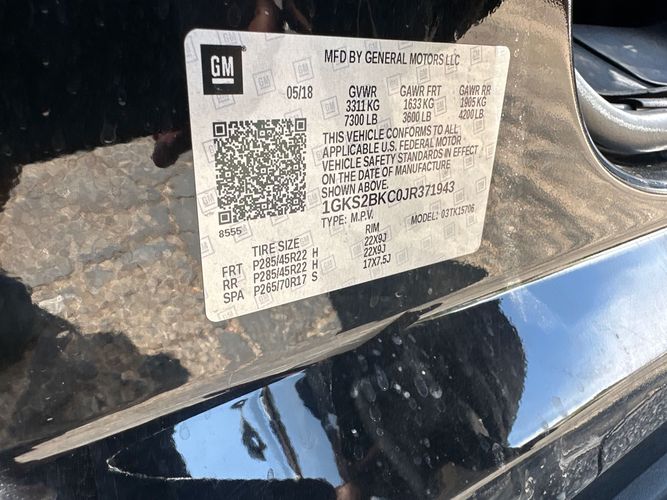 GM
MFD BY GENERAL MOTORS LLC
05/18 GVWR GAWR FRT GAWR RR
3311 KG 1633 KG 1905 KG
7300 LB 3600 LB 4200 LB
THIS VEHICLE CONFORMS TO ALL
APPLICABLE U.S. FEDERAL MOTOR
VEHICLE SAFETY STANDARDS IN EFFECT
ON THE DATE OF MANUFACTURE
SHOWN ABOVE.
1GKS2BKC0JR371943
TYPE: M.P.V. MODEL: 03TK15706
8555
TIRE SIZE RIM
FRT P285/45R22 H 22X9J
RR P285/45R22 H 22X9J
SPA P265/70R17 S 17X7.5J